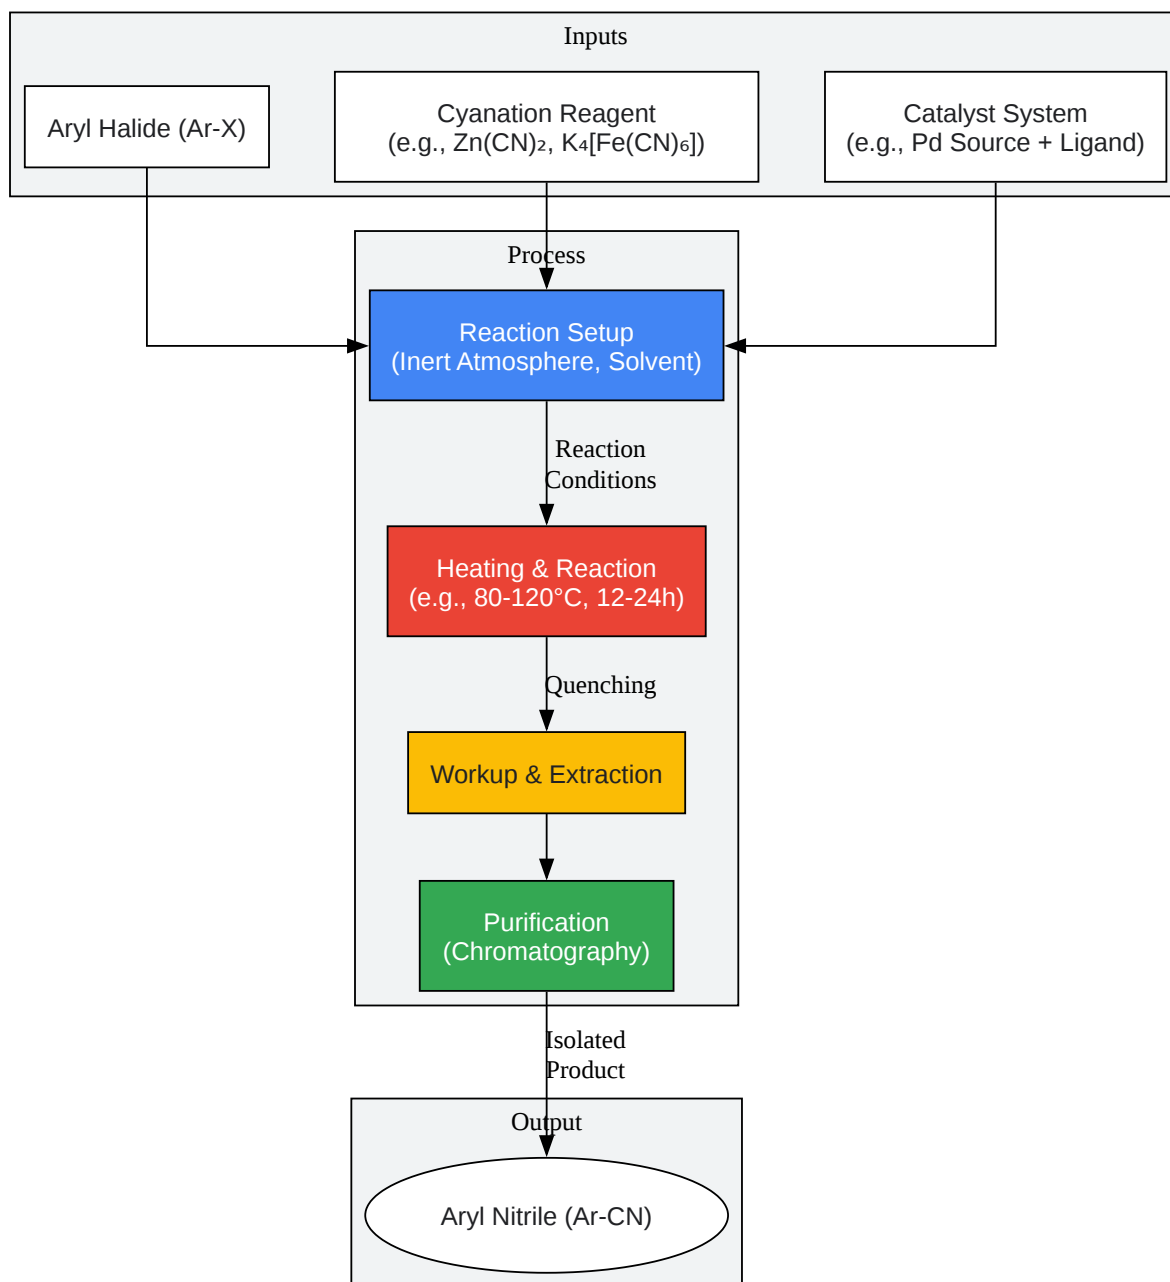 Inputs
Aryl Halide (Ar-X)
Cyanation Reagent
(e.g., Zn(CN)₂, K₄[Fe(CN)₆])
Catalyst System
(e.g., Pd Source + Ligand)
Process
Reaction Setup
(Inert Atmosphere, Solvent)
Reaction
Conditions
Heating & Reaction
(e.g., 80-120°C, 12-24h)
Quenching
Workup & Extraction
Purification
(Chromatography)
Isolated
Product
Output
Aryl Nitrile (Ar-CN)